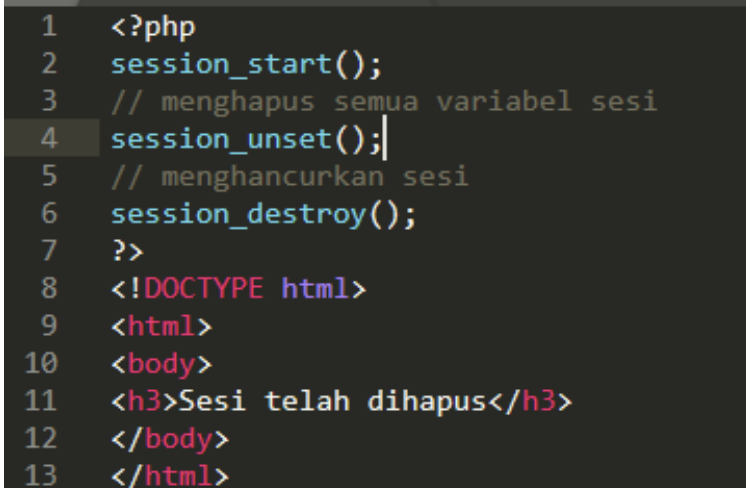 1 <?php
2 session_start();
3 // menghapus semua variabel sesi
4 session_unset();
5 // menghancurkan sesi
6 session_destroy();
7 ?>
8 <!DOCTYPE html>
9 <html>
10 <body>
11 <h3>Sesi telah dihapus</h3>
12 </body>
13 </html>